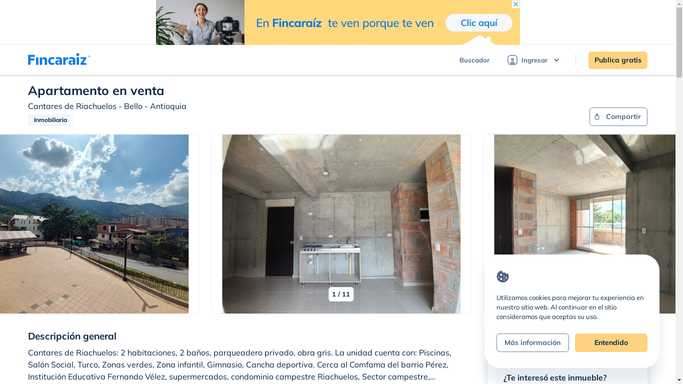 En Fincaraíz te ven porque te ven
Clic aquí
Fincaraiz
Buscador
Ingresar
Publica gratis
Apartamento en venta
Cantares de Riachuelos - Bello - Antioquia
Inmobiliaria
Compartir
1 / 11
Utilizamos cookies para mejorar tu experiencia en
nuestro sitio web. Al continuar en el sitio
consideramos que aceptas su uso.
Más información
Entendido
Descripción general
Cantares de Riachuelos: 2 habitaciones, 2 baños, parqueadero privado, obra gris. La unidad cuenta con: Piscinas,
Salón Social, Turco, Zonas verdes, Zona infantil, Gimnasio, Cancha deportiva. Cerca al Comfama del barrio Pérez,
Institución Educativa Fernando Vélez, supermercados, condominio campestre Riachuelos, Sector campestre,...
¿Te interesó este inmueble?